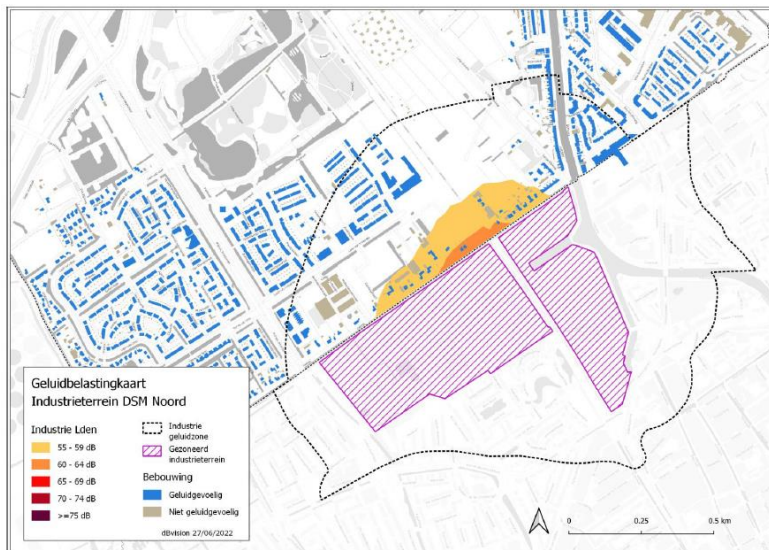 Geluidbelastingkaart
Industrieterrein DSM Noord
Industrie Lden
55 - 59 dB
60 - 64 dB
65 - 69 dB
70 - 74 dB
>=75 dB
Industrie
geluidzone
Gezoneerd
industrieterrein
Bebouwing
Geluidgevoelig
Niet geluidgevoelig
dBvision 27/06/2022
0
0.25
0.5 km